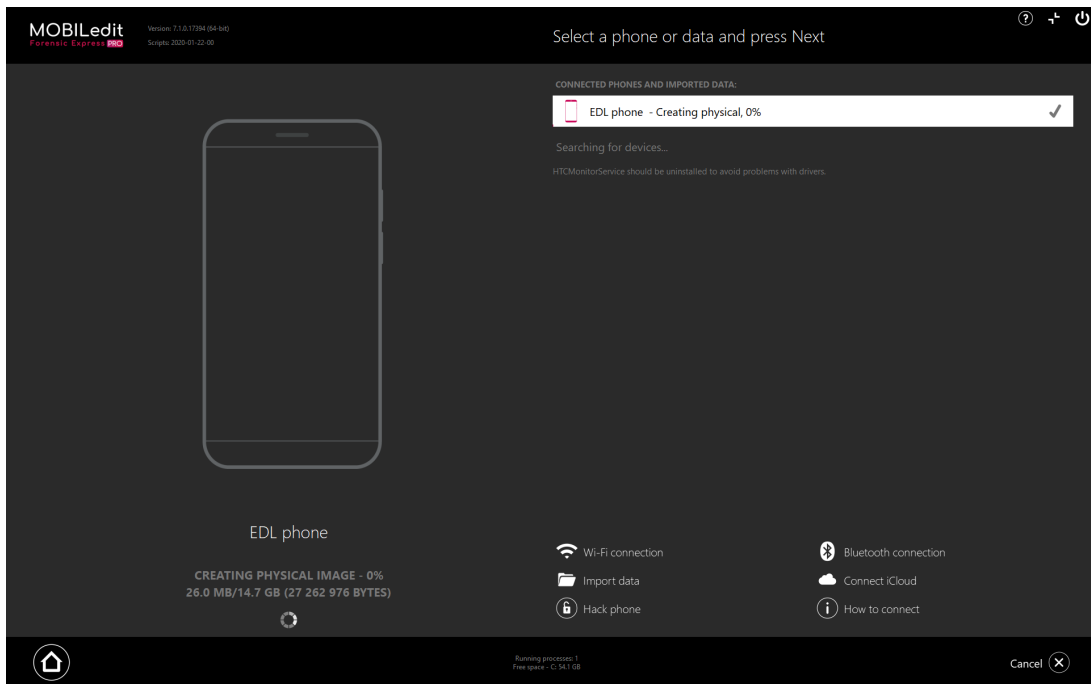 MOBILedit
Forensic Express PRO
Version: 7.1.0.17394 (64-bit)
Scripts: 2020-01-22-00
Select a phone or data and press Next
CONNECTED PHONES AND IMPORTED DATA:
EDL phone - Creating physical, 0%
Searching for devices...
HTCMonitorService should be uninstalled to avoid problems with drivers.
EDL phone
CREATING PHYSICAL IMAGE - 0%
26.0 MB/14.7 GB (27 262 976 BYTES)
Wi-Fi connection
Bluetooth connection
Import data
Connect iCloud
Hack phone
How to connect
Running processes: 1
Free space - C: 54.1 GB
Cancel